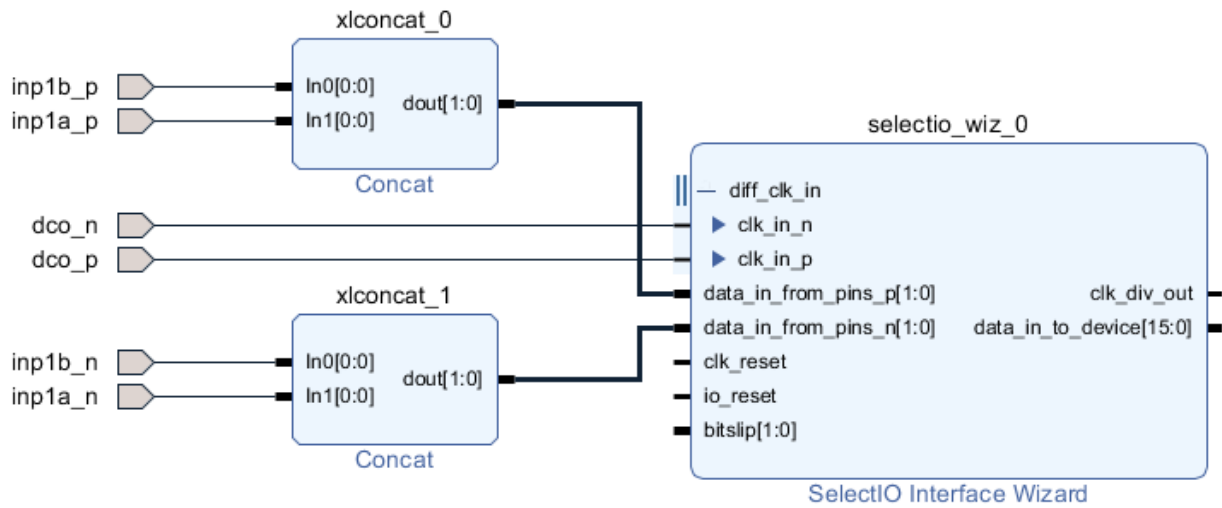 xlconcat_0
inp1b_p
In0[0:0]
dout[1:0]
inp1a_p
In1[0:0]
Concat
selectio_wiz_0
diff_clk_in
dco_n
clk_in_n
dco_p
clk_in_p
xlconcat_1
data_in_from_pins_p[1:0]
clk_div_out
data_in_from_pins_n[1:0]
data_in_to_device[15:0]
inp1b_n
In0[0:0]
dout[1:0]
clk_reset
inp1a_n
In1[0:0]
io_reset
bitslip[1:0]
Concat
SelectIO Interface Wizard